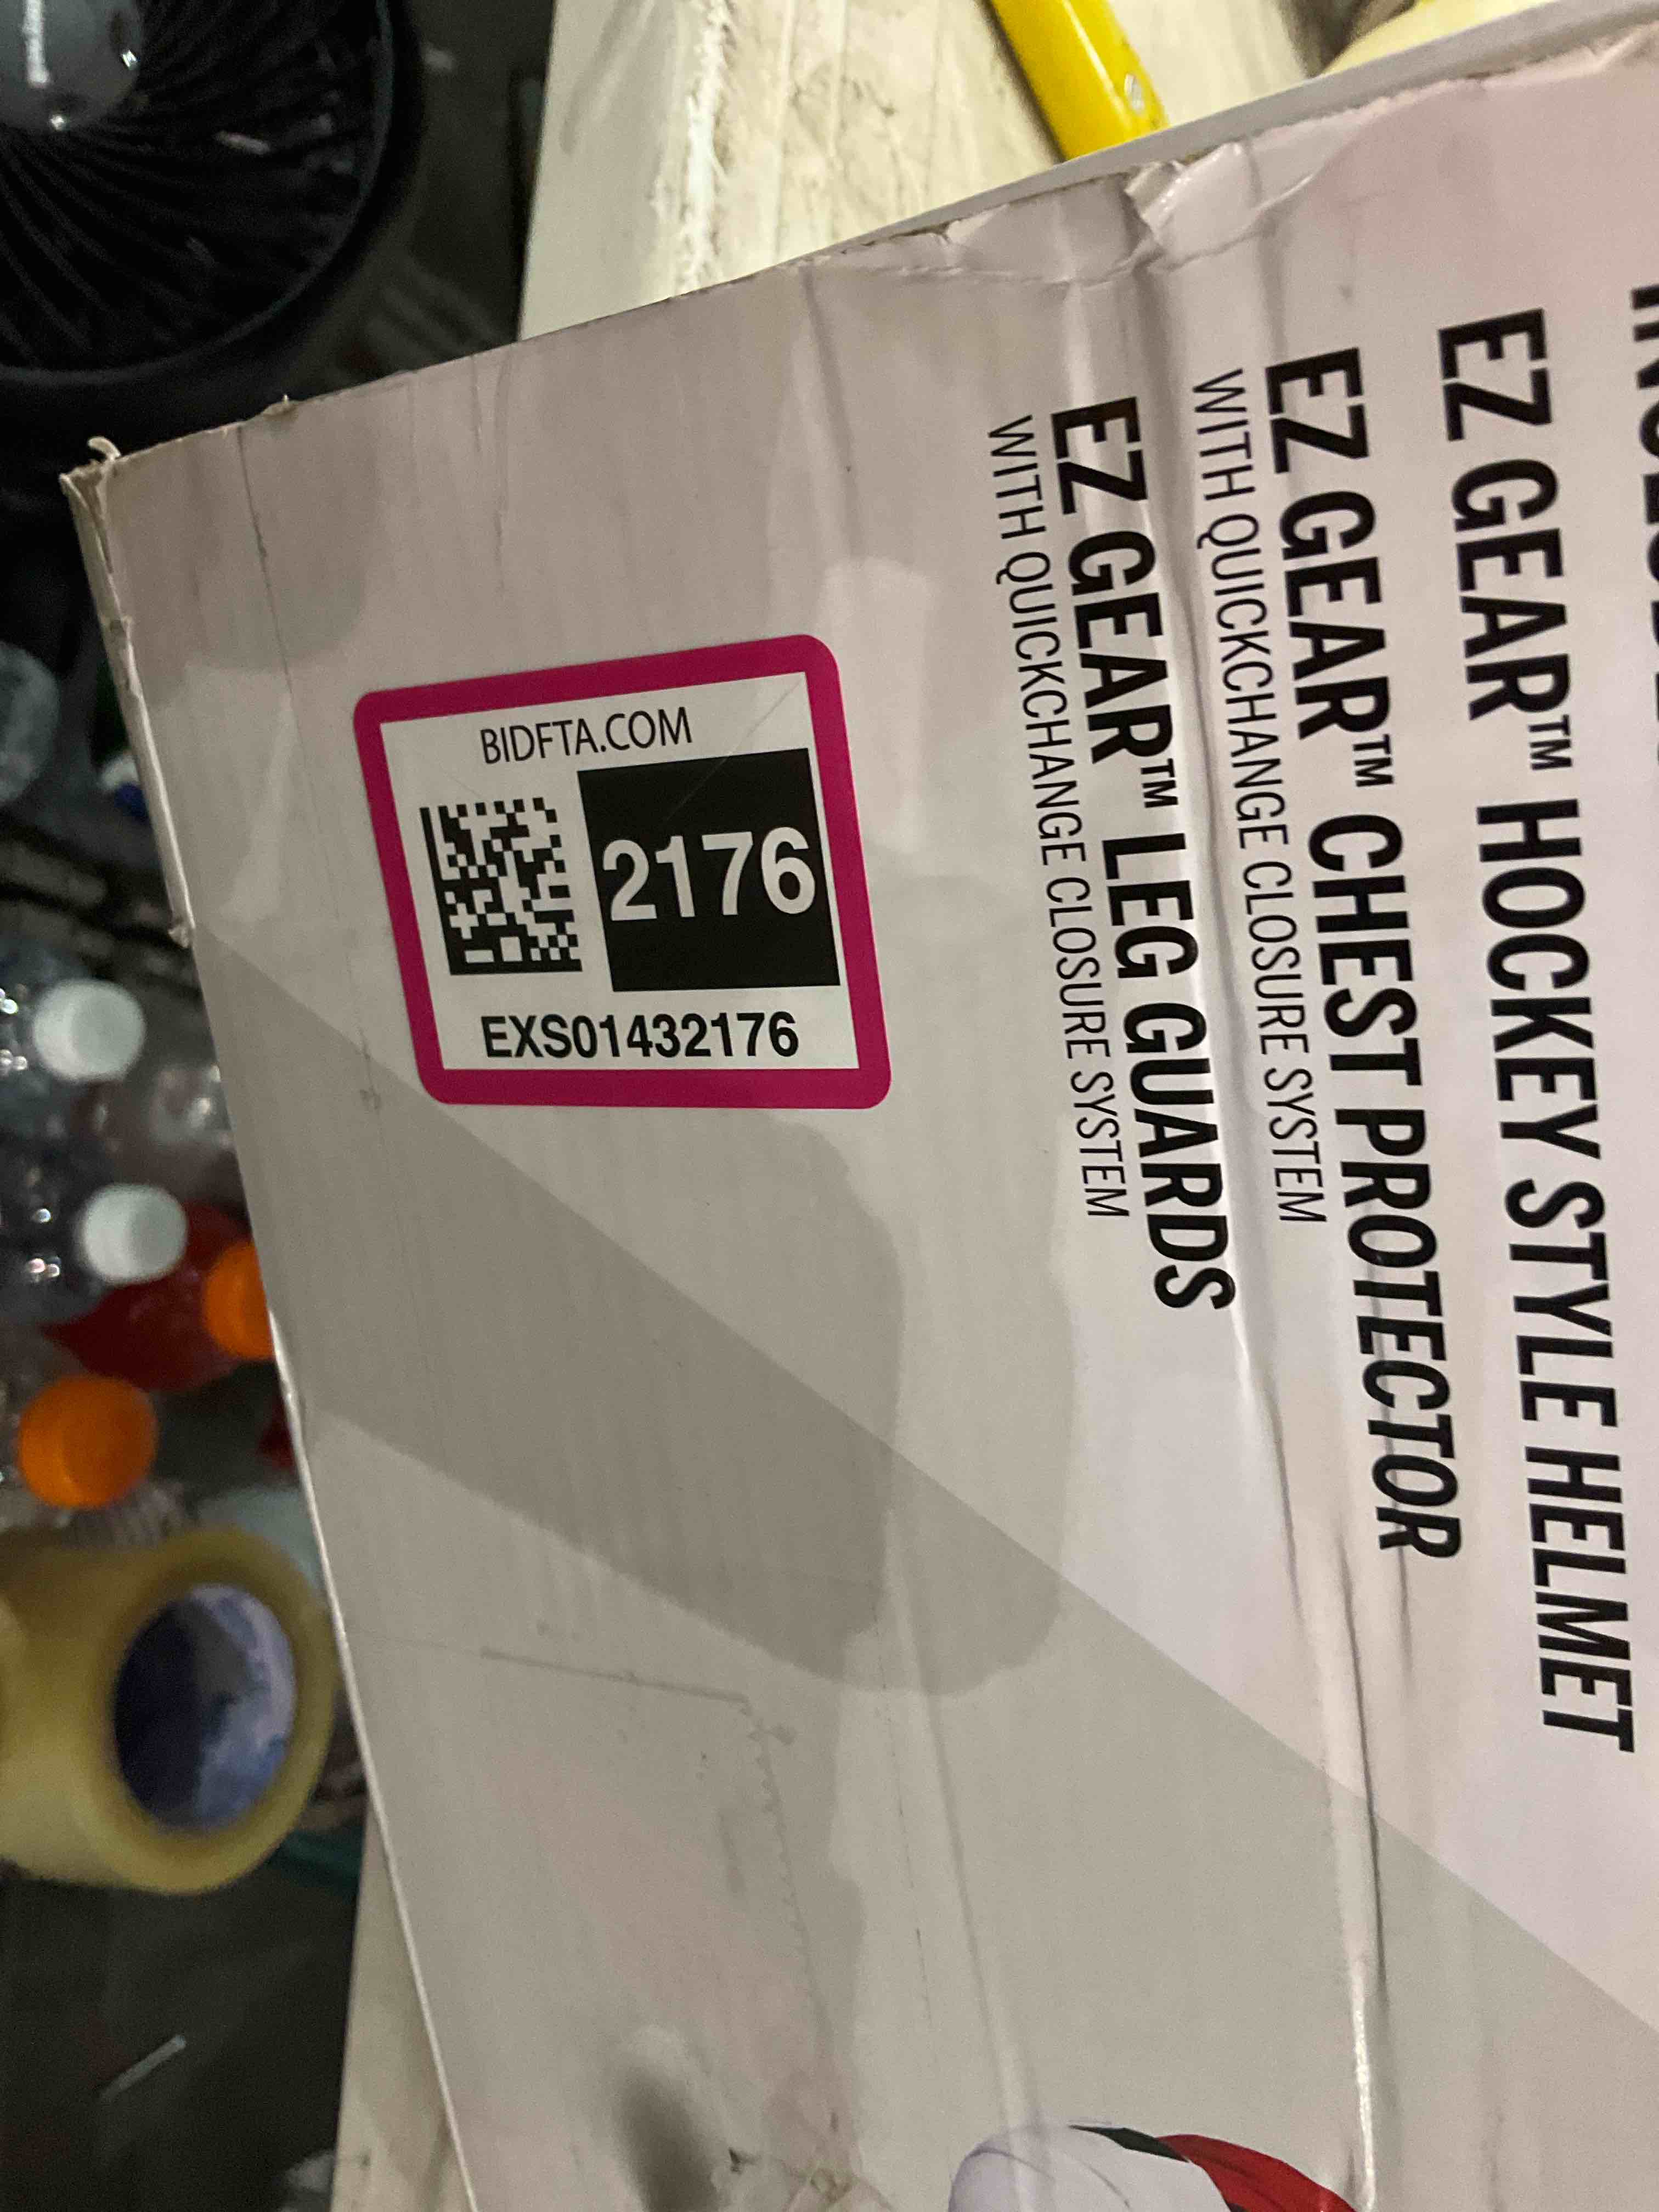 BIDFTA.COM
2176
EXS01432176
EZ GEAR™ HOCKEY STYLE HELMET
EZ GEAR™ CHEST PROTECTOR
WITH QUICKCHANGE CLOSURE SYSTEM
EZ GEAR™ LEG GUARDS
WITH QUICKCHANGE CLOSURE SYSTEM